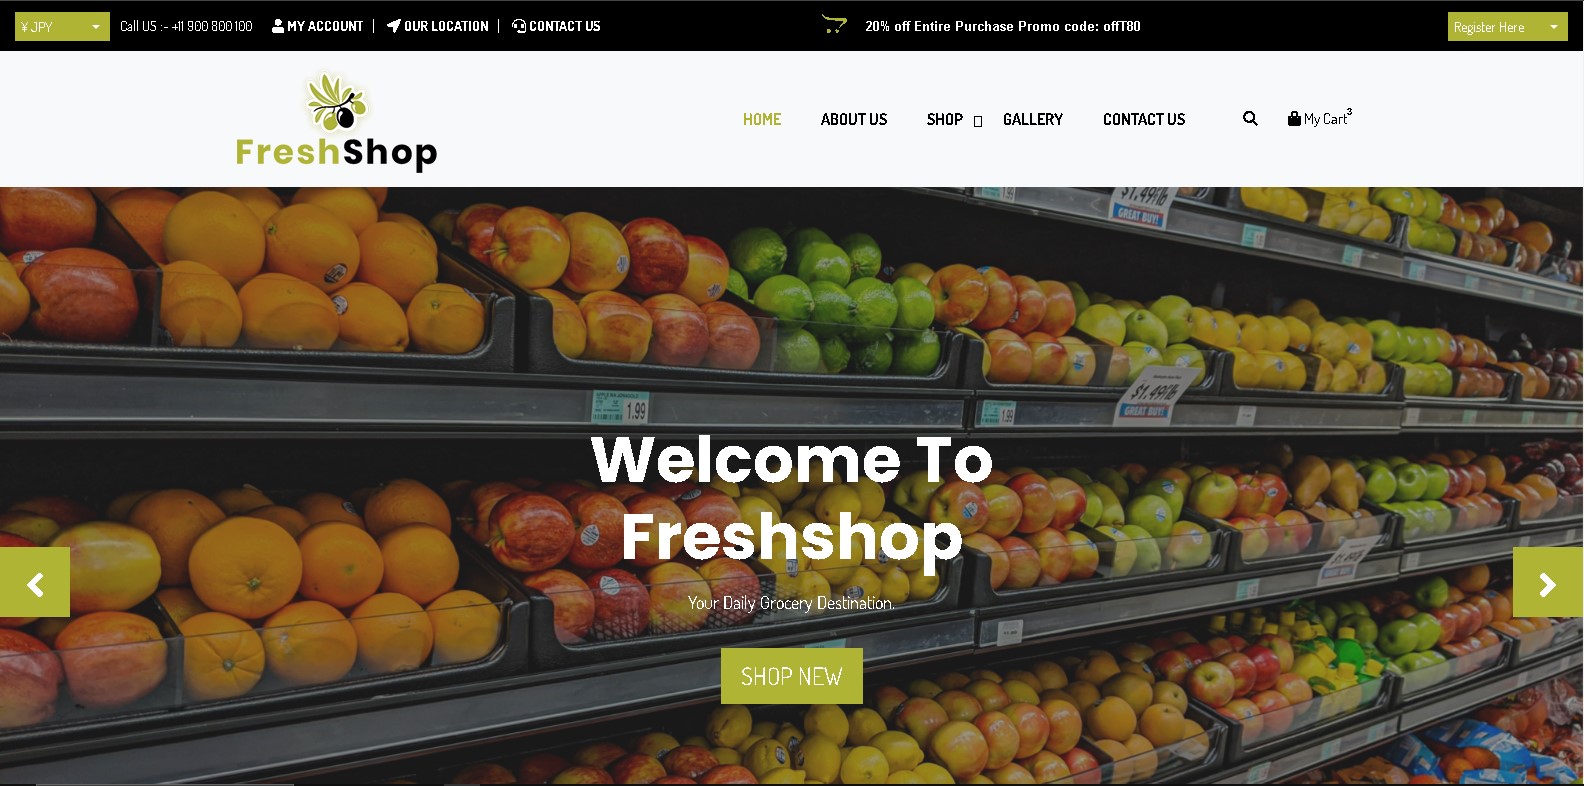 ¥ JPY
Call US :- +11 900 800 100
MY ACCOUNT
OUR LOCATION
CONTACT US
20% off Entire Purchase Promo code: offT80
Register Here
FreshShop
HOME
ABOUT US
SHOP
GALLERY
CONTACT US
My Cart 3
$1.49/lb
GREAT BUY!
1.99
1.99
$1.49/lb
GREAT BUY!
Welcome To
Freshshop
Your Daily Grocery Destination.
SHOP NEW